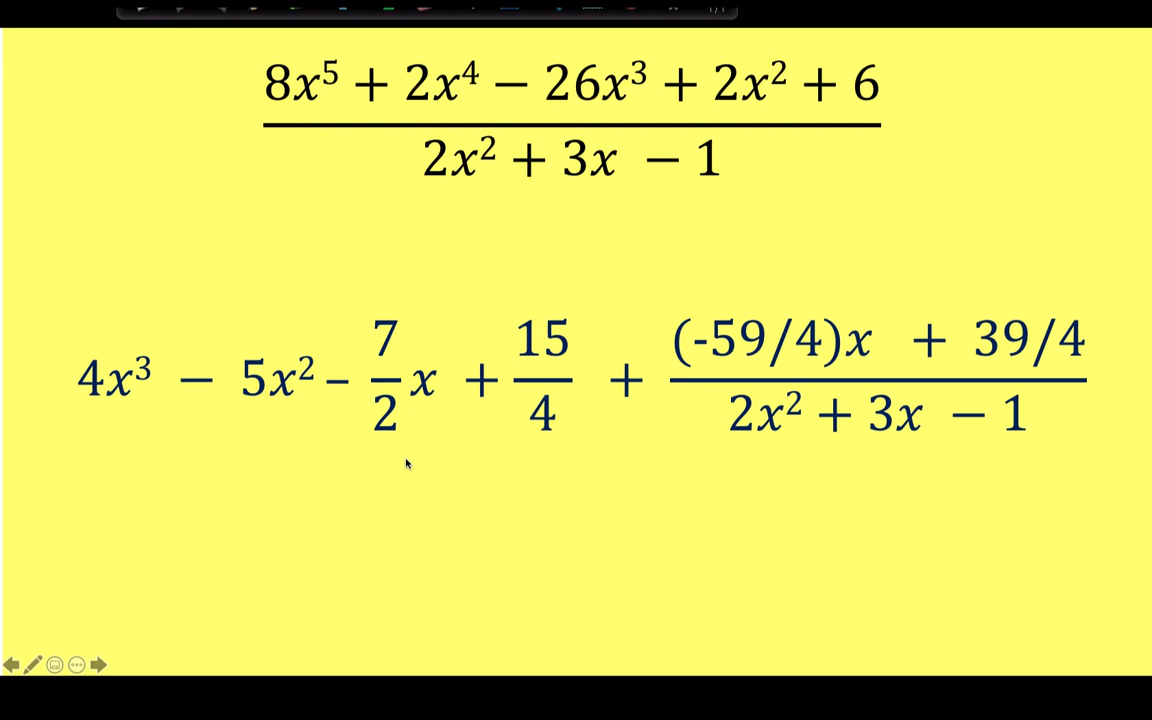 8x⁵ + 2x⁴ − 26x³ + 2x² + 6
2x² + 3x − 1
4x³ − 5x² – 7/2 x + 15/4 + (-59/4)x + 39/4
2x² + 3x − 1